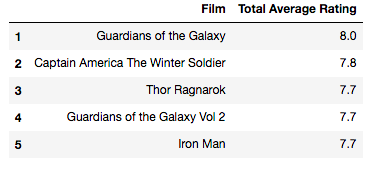 Film Total Average Rating
1 Guardians of the Galaxy 8.0
2 Captain America The Winter Soldier 7.8
3 Thor Ragnarok 7.7
4 Guardians of the Galaxy Vol 2 7.7
5 Iron Man 7.7